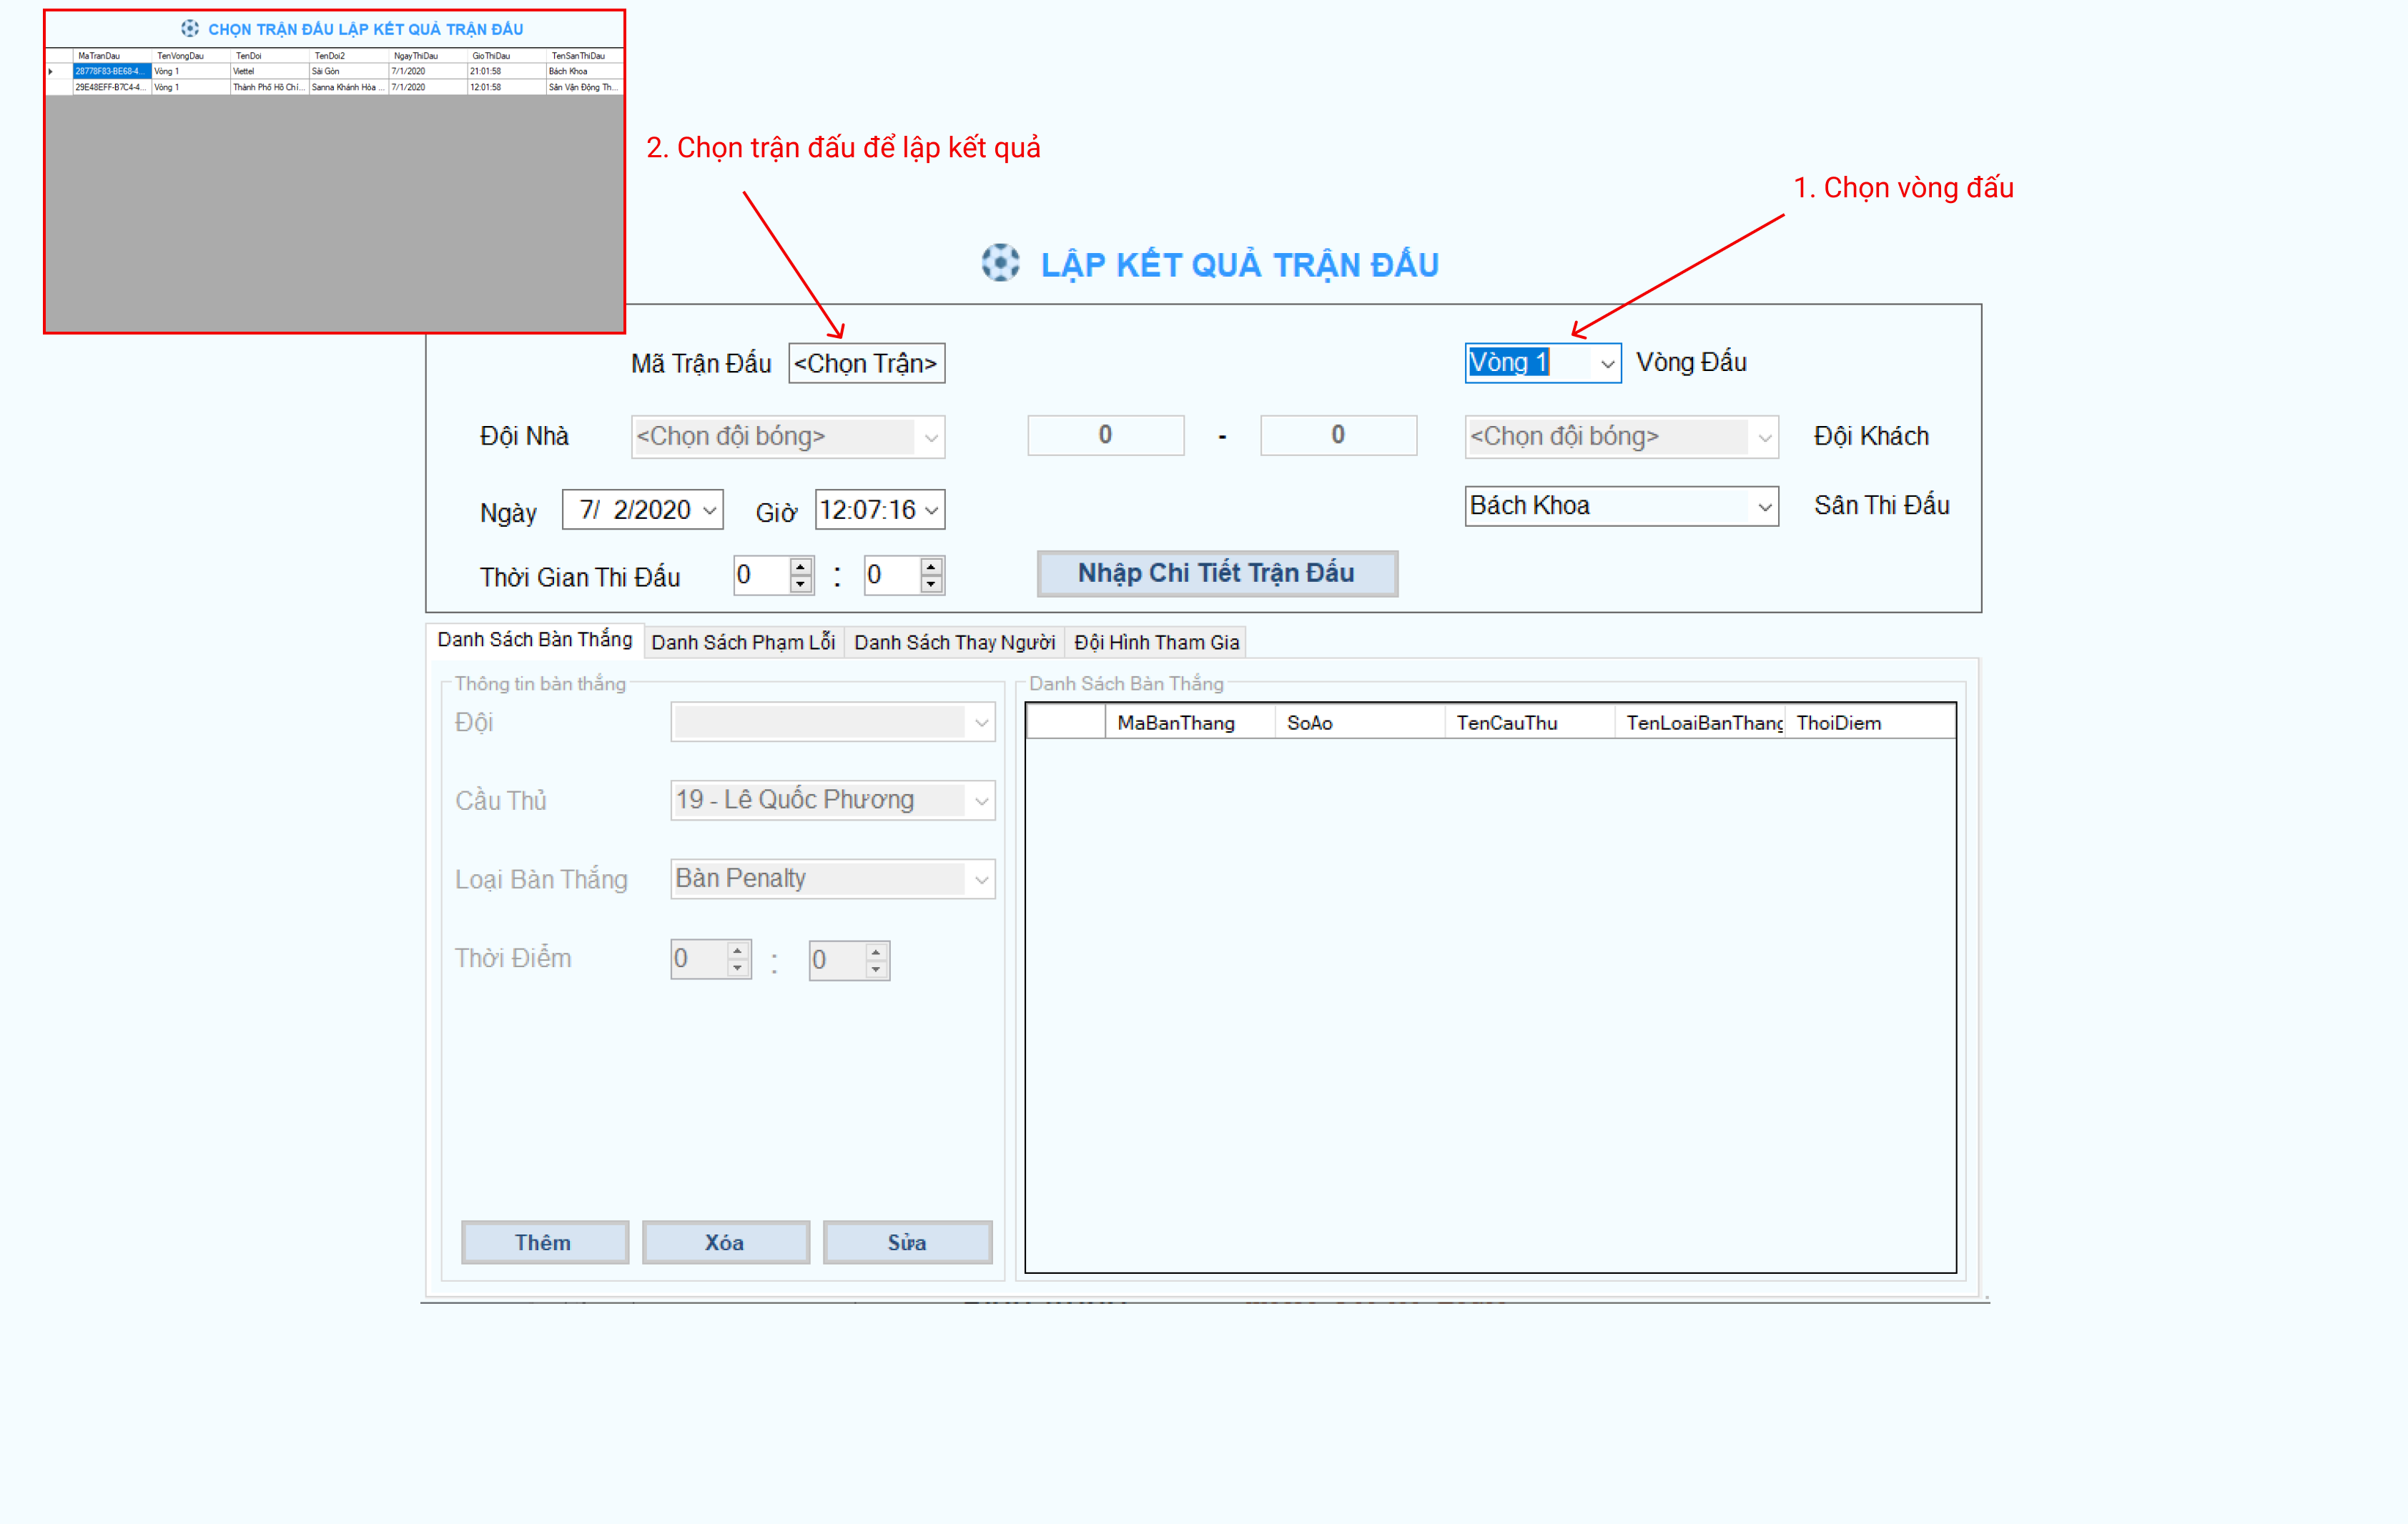 CHỌN TRẬN ĐẤU LẬP KẾT QUẢ TRẬN ĐẤU
MaTranDau TenVongDau TenDoi TenDoi2 NgayThiDau GioThiDau TenSanThiDau
28778F83-BE68-4... Vòng 1 Viettel Sài Gòn 7/1/2020 21:01:58 Bách Khoa
29E48EFF-B7C4-4... Vòng 1 Thành Phố Hồ Chí... Sanna Khánh Hòa ... 7/1/2020 12:01:58 Sân Vận Động Th...
2. Chọn trận đấu để lập kết quả
1. Chọn vòng đấu
LẬP KẾT QUẢ TRẬN ĐẤU
Mã Trận Đấu <Chọn Trận> Vòng 1 Vòng Đấu
Đội Nhà <Chọn đội bóng> 0 - 0 <Chọn đội bóng> Đội Khách
Ngày 7/ 2/2020 Giờ 12:07:16 Bách Khoa Sân Thi Đấu
Thời Gian Thi Đấu 0 : 0 Nhập Chi Tiết Trận Đấu
Danh Sách Bàn Thắng Danh Sách Phạm Lỗi Danh Sách Thay Người Đội Hình Tham Gia
Thông tin bàn thắng Danh Sách Bàn Thắng
Đội
MaBanThang SoAo TenCauThu TenLoaiBanThang ThoiDiem
Cầu Thủ 19 - Lê Quốc Phương
Loại Bàn Thắng Bàn Penalty
Thời Điểm 0 : 0
Thêm Xóa Sửa